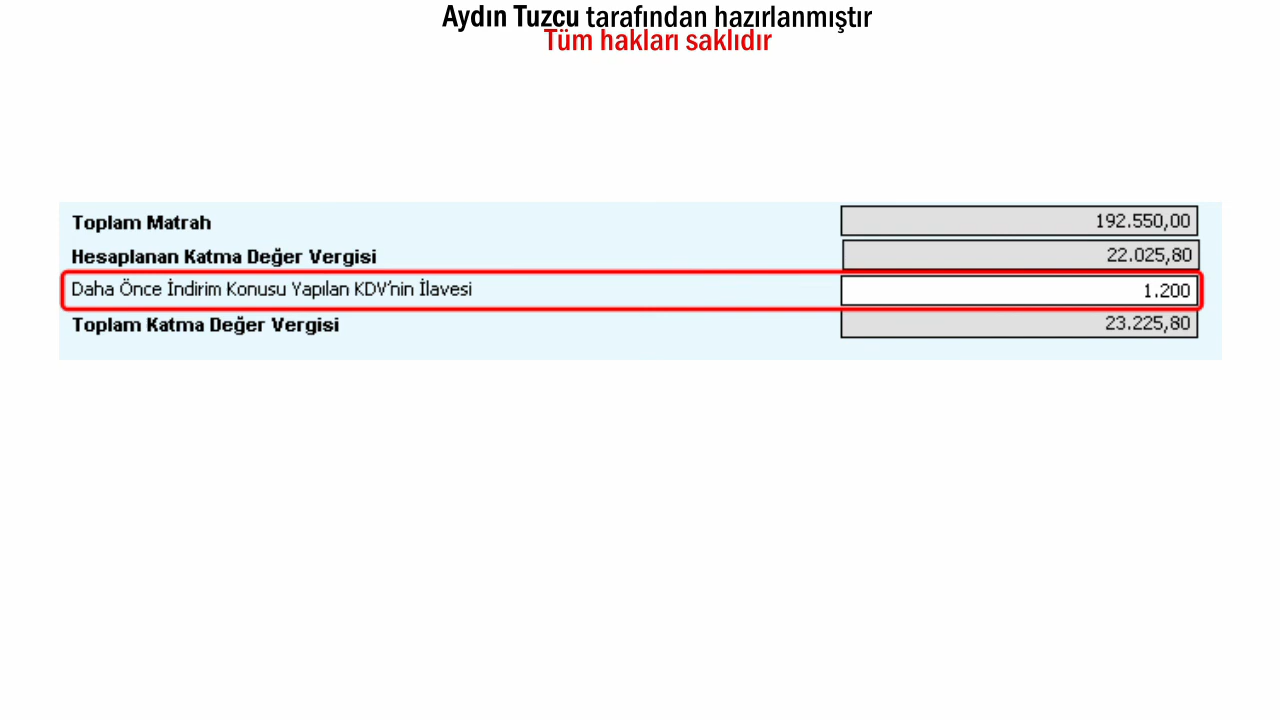 Aydın Tuzcu tarafından hazırlanmıştır
Tüm hakları saklıdır
Toplam Matrah 192.550,00
Hesaplanan Katma Değer Vergisi 22.025,80
Daha Önce İndirim Konusu Yapılan KDV'nin İlavesi 1.200
Toplam Katma Değer Vergisi 23.225,80